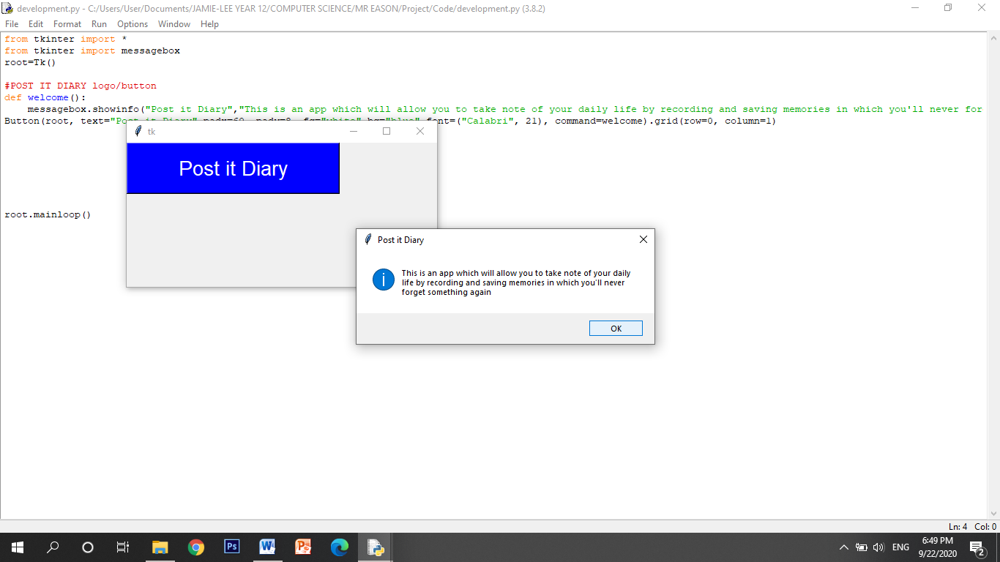 development.py - C:/Users/User/Documents/JAMIE-LEE YEAR 12/COMPUTER SCIENCE/MR EASON/Project/Code/development.py (3.8.2)
File Edit Format Run Options Window Help
from tkinter import *
from tkinter import messagebox
root=Tk()
#POST IT DIARY logo/button
def welcome():
    messagebox.showinfo("Post it Diary","This is an app which will allow you to take note of your daily life by recording and saving memories in which you'll never for
Button(root, text="Post it Diary" padx=60, pady=8, fg="white" bg="blue" font=("Calabri", 21), command=welcome).grid(row=0, column=1)
tk
Post it Diary
root.mainloop()
Post it Diary
This is an app which will allow you to take note of your daily
life by recording and saving memories in which you'll never
forget something again
OK
Ln: 4 Col: 0
Ps
W
P
ENG
6:49 PM
9/22/2020
2